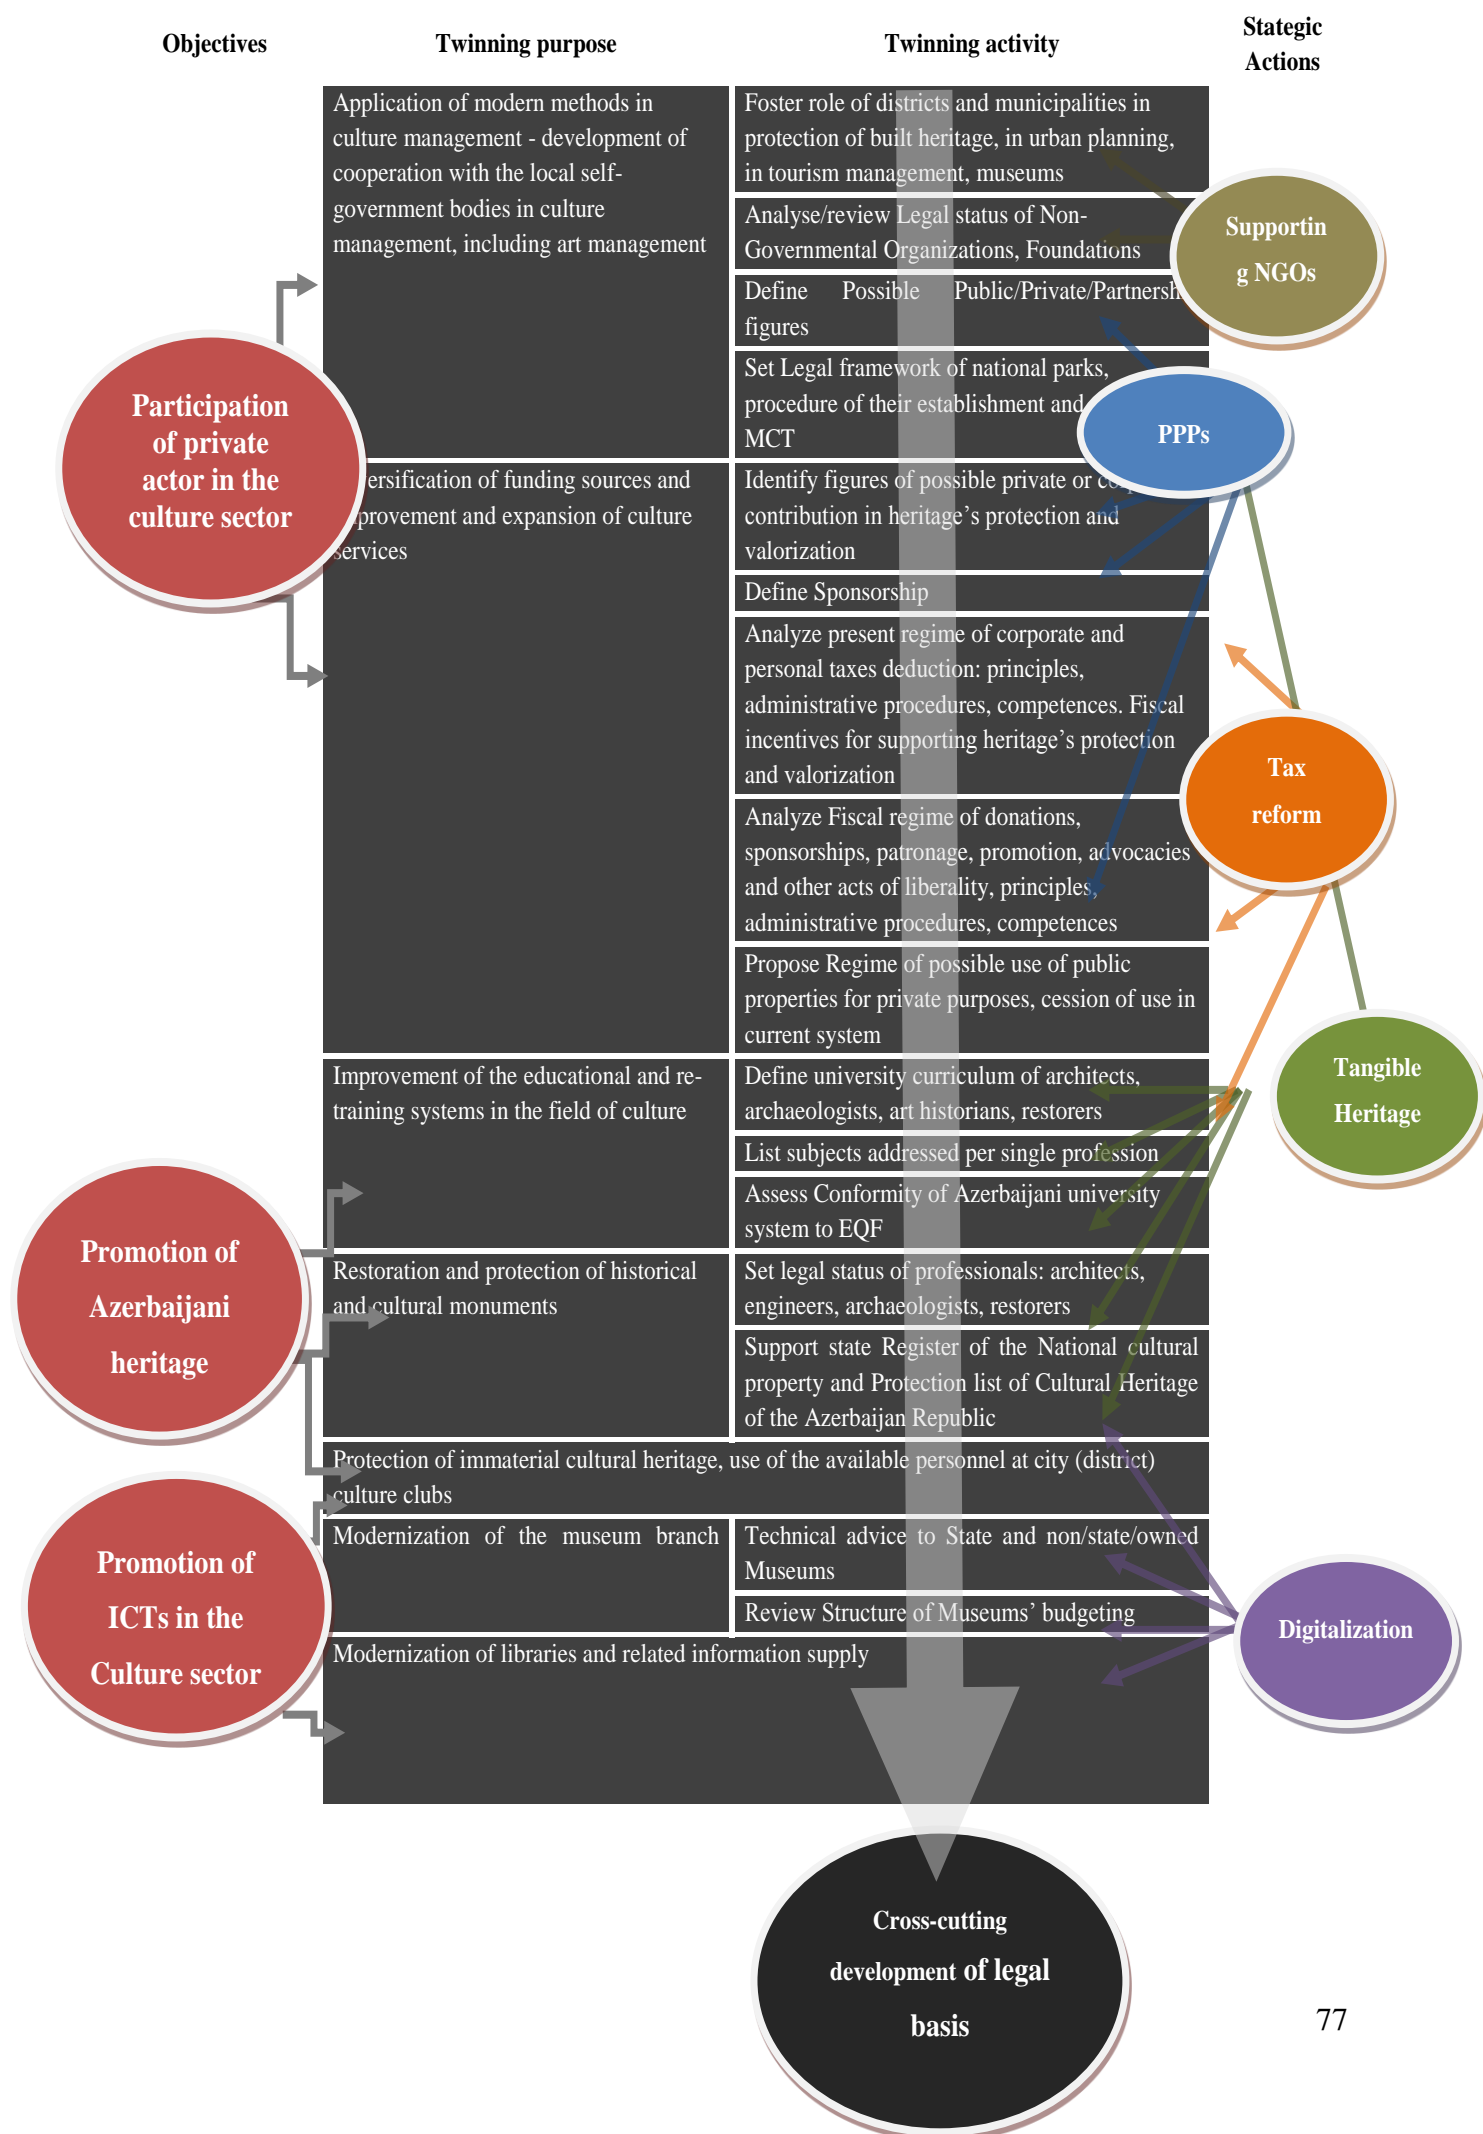 Objectives
Twinning purpose
Twinning activity
Stategic
Actions
Application of modern methods in
culture management - development of
cooperation with the local self-
government bodies in culture
management, including art management
Foster role of districts and municipalities in
protection of built heritage, in urban planning,
in tourism management, museums
Analyse/review Legal status of Non-
Governmental Organizations, Foundations
Define Possible Public/Private/Partnersh
figures
Set Legal framework of national parks,
procedure of their establishment and
MCT
ersification of funding sources and
provement and expansion of culture
services
Identify figures of possible private or
contribution in heritage’s protection and
valorization
Define Sponsorship
Analyze present regime of corporate and
personal taxes deduction: principles,
administrative procedures, competences. Fiscal
incentives for supporting heritage’s protection
and valorization
Analyze Fiscal regime of donations,
sponsorships, patronage, promotion, advocacies
and other acts of liberality, principles,
administrative procedures, competences
Propose Regime of possible use of public
properties for private purposes, cession of use in
current system
Improvement of the educational and re-
training systems in the field of culture
Define university curriculum of architects,
archaeologists, art historians, restorers
List subjects addressed per single profession
Assess Conformity of Azerbaijani university
system to EQF
Restoration and protection of historical
and cultural monuments
Set legal status of professionals: architects,
engineers, archaeologists, restorers
Support state Register of the National cultural
property and Protection list of Cultural Heritage
of the Azerbaijan Republic
Protection of immaterial cultural heritage, use of the available personnel at city (district)
culture clubs
Modernization of the museum branch
Technical advice to State and non/state/owned
Museums
Review Structure of Museums’ budgeting
Modernization of libraries and related information supply
Participation
of private
actor in the
culture sector
Promotion of
Azerbaijani
heritage
Promotion of
ICTs in the
Culture sector
Supportin
g NGOs
PPPs
Tax
reform
Tangible
Heritage
Digitalization
Cross-cutting
development of legal
basis
77